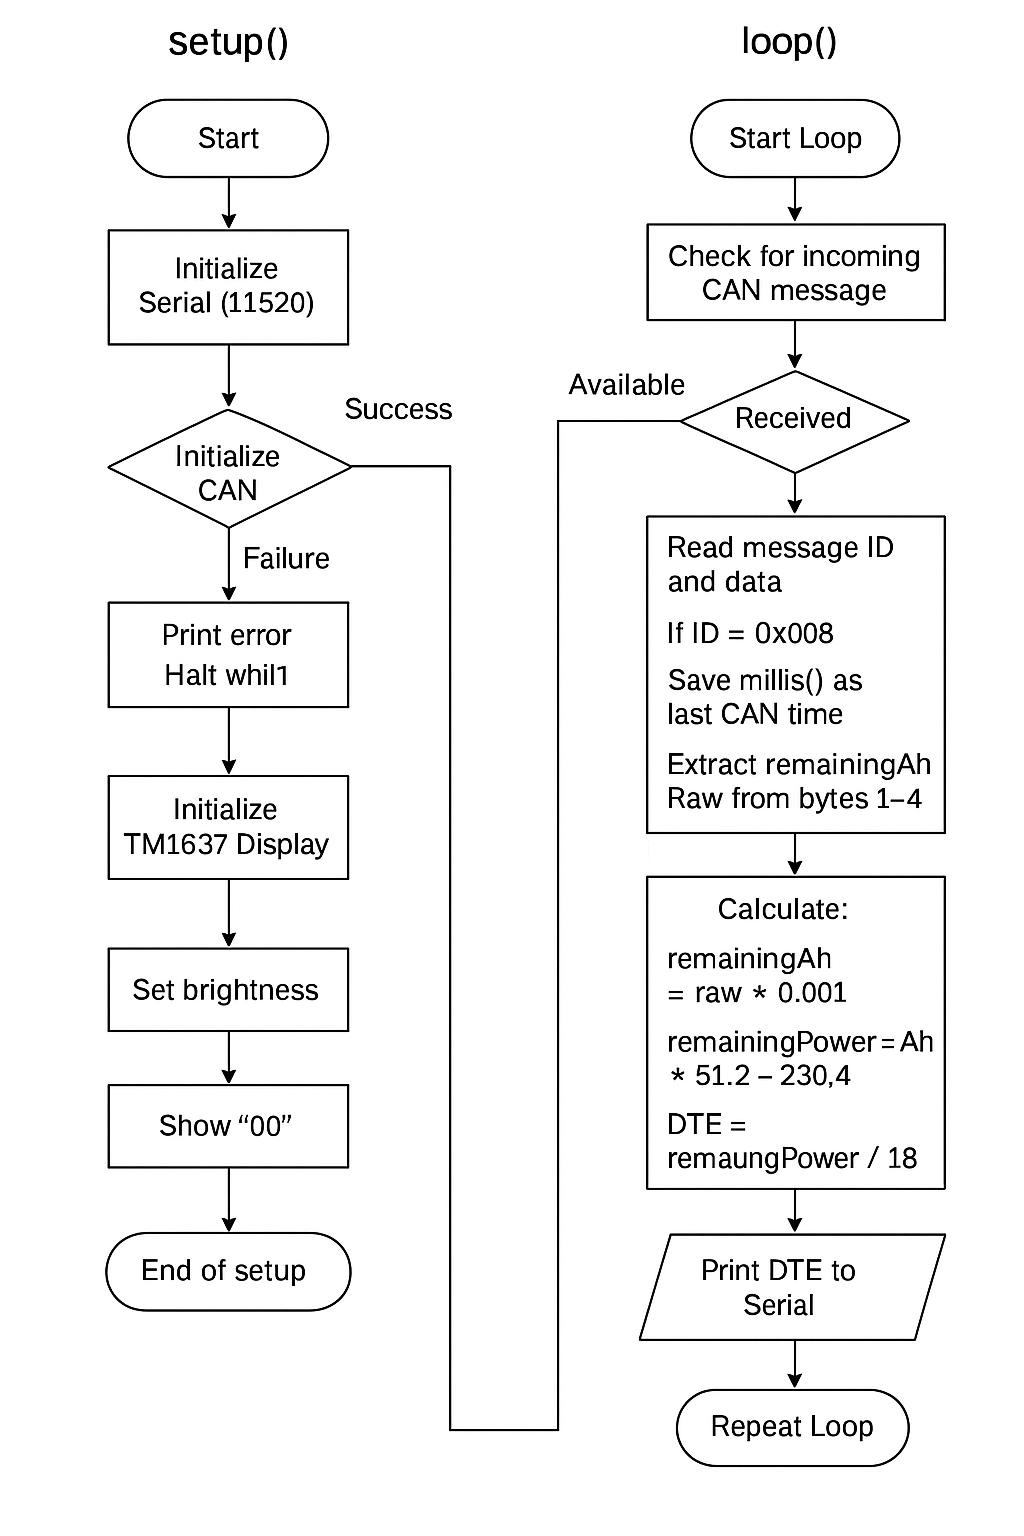 setup()
Start
Initialize
Serial (11520)
Initialize
CAN
Success
Failure
Print error
Halt whil1
Initialize
TM1637 Display
Set brightness
Show “00”
End of setup
loop()
Start Loop
Check for incoming
CAN message
Available
Received
Read message ID
and data
If ID = 0x008
Save millis() as
last CAN time
Extract remainingAh
Raw from bytes 1–4
Calculate:
remainingAh
= raw * 0.001
remainingPower = Ah
* 51.2 – 230,4
DTE =
remaungPower / 18
Print DTE to
Serial
Repeat Loop